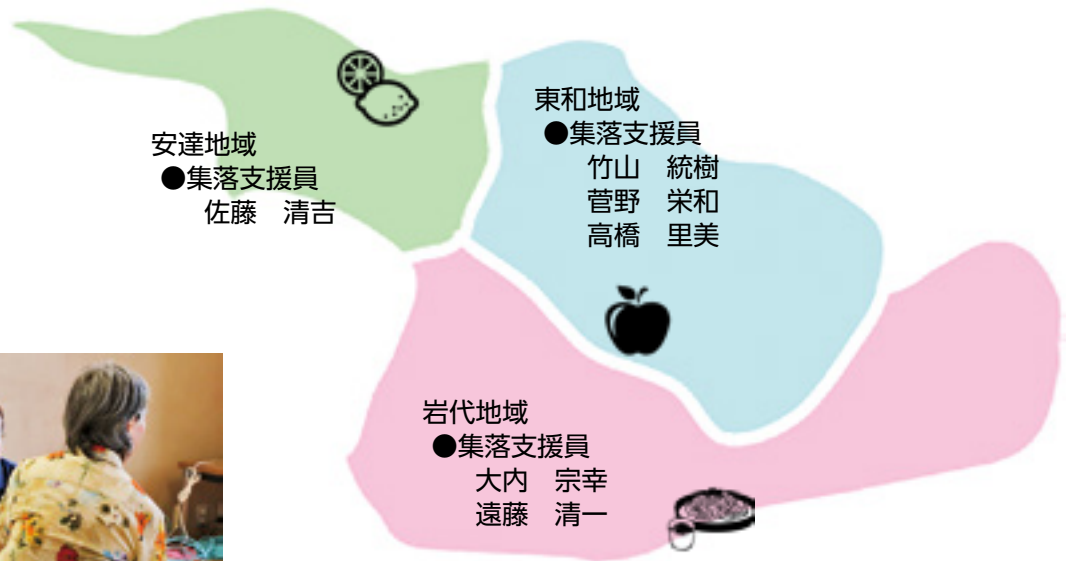 安達地域
●集落支援員
佐藤　清吉
東和地域
●集落支援員
竹山　統樹
菅野　栄和
高橋　里美
岩代地域
●集落支援員
大内　宗幸
遠藤　清一